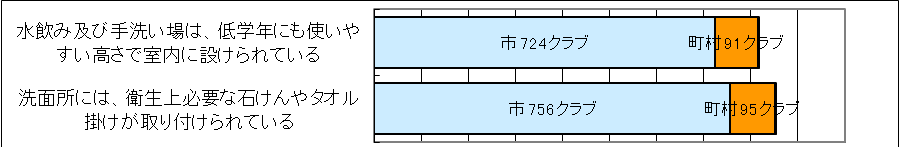 水飲み及び手洗い場は、低学年にも使いや
すい高さで室内に設けられている
市724クラブ
町村91クラブ
洗面所には、衛生上必要な石けんやタオル
掛けが取り付けられている
市756クラブ
町村95クラブ